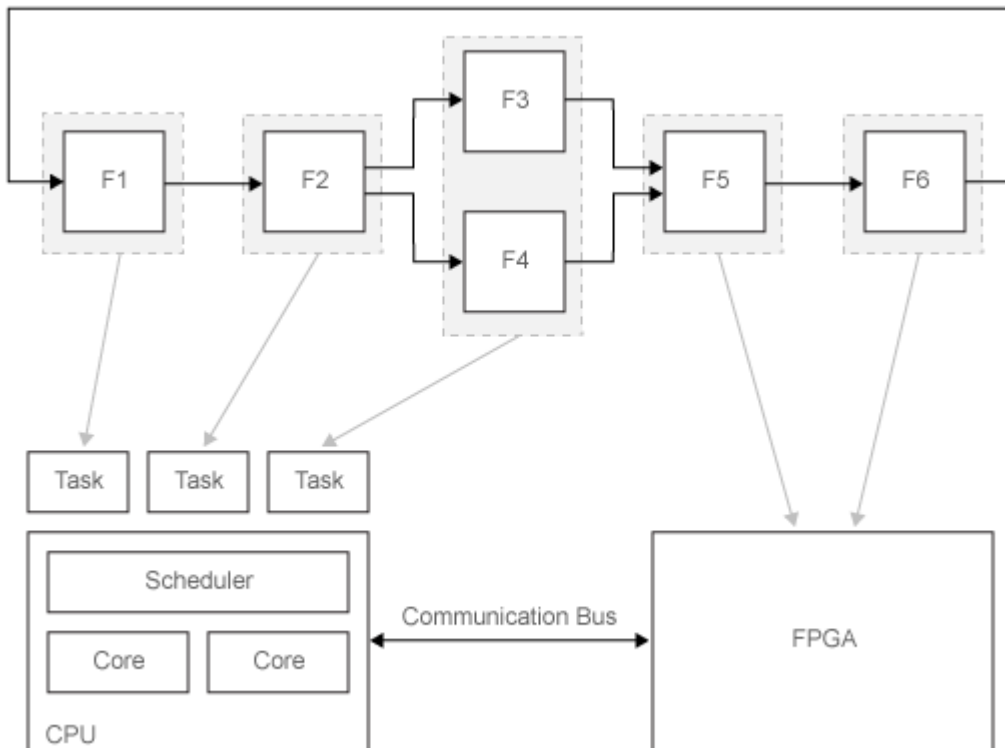 F3
F1
F2
F5
F6
F4
Task
Task
Task
Scheduler
Core
Core
CPU
Communication Bus
FPGA